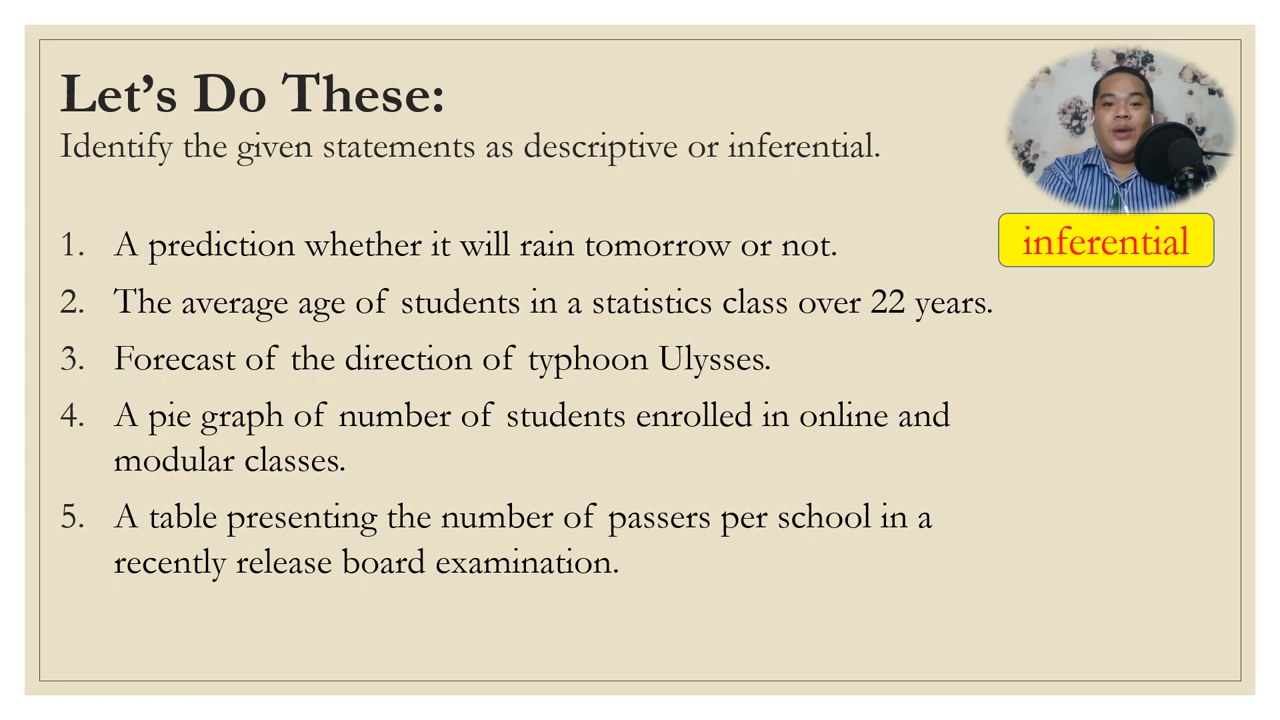 Let’s Do These:
Identify the given statements as descriptive or inferential.
1. A prediction whether it will rain tomorrow or not.
inferential
2. The average age of students in a statistics class over 22 years.
3. Forecast of the direction of typhoon Ulysses.
4. A pie graph of number of students enrolled in online and
modular classes.
5. A table presenting the number of passers per school in a
recently release board examination.